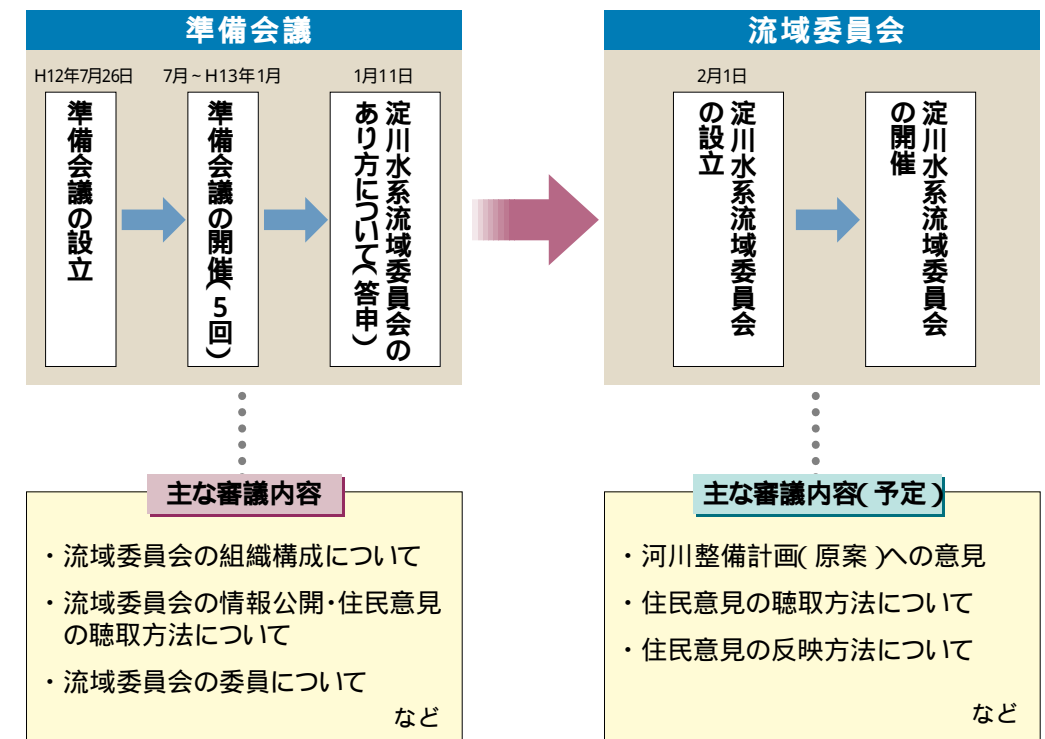 準備会議
H12年7月26日
準備会議の設立
7月~H13年1月
準備会議の開催(5回)
1月11日
淀川水系流域委員会の
あり方について(答申)
流域委員会
2月1日
淀川水系流域委員会
の設立
淀川水系流域委員会
の開催
主な審議内容
・流域委員会の組織構成について
・流域委員会の情報公開・住民意見
の聴取方法について
・流域委員会の委員について
など
主な審議内容(予定)
・河川整備計画(原案)への意見
・住民意見の聴取方法について
・住民意見の反映方法について
など